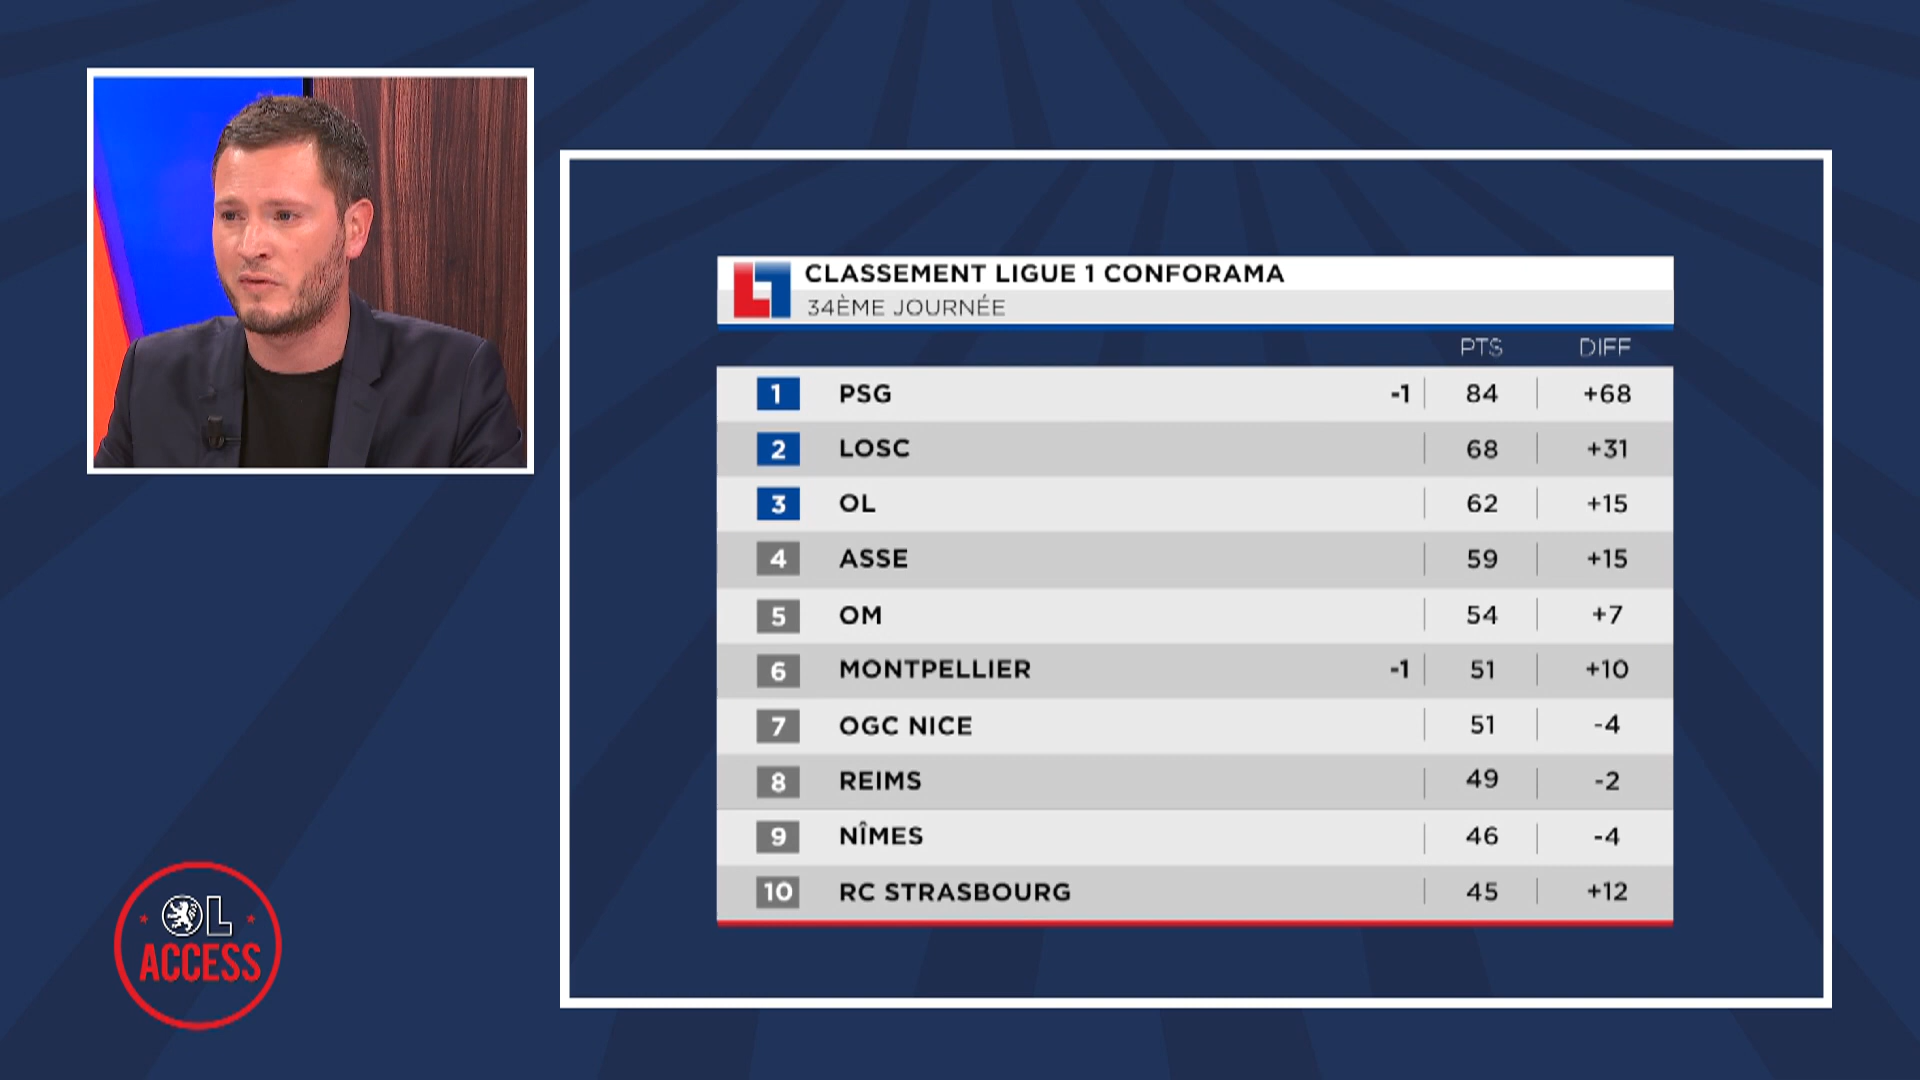 CLASSEMENT LIGUE 1 CONFORAMA
34ÈME JOURNÉE
PTS DIFF
1 PSG -1 84 +68
2 LOSC 68 +31
3 OL 62 +15
4 ASSE 59 +15
5 OM 54 +7
6 MONTPELLIER -1 51 +10
7 OGC NICE 51 -4
8 REIMS 49 -2
9 NÎMES 46 -4
10 RC STRASBOURG 45 +12
OL
ACCESS